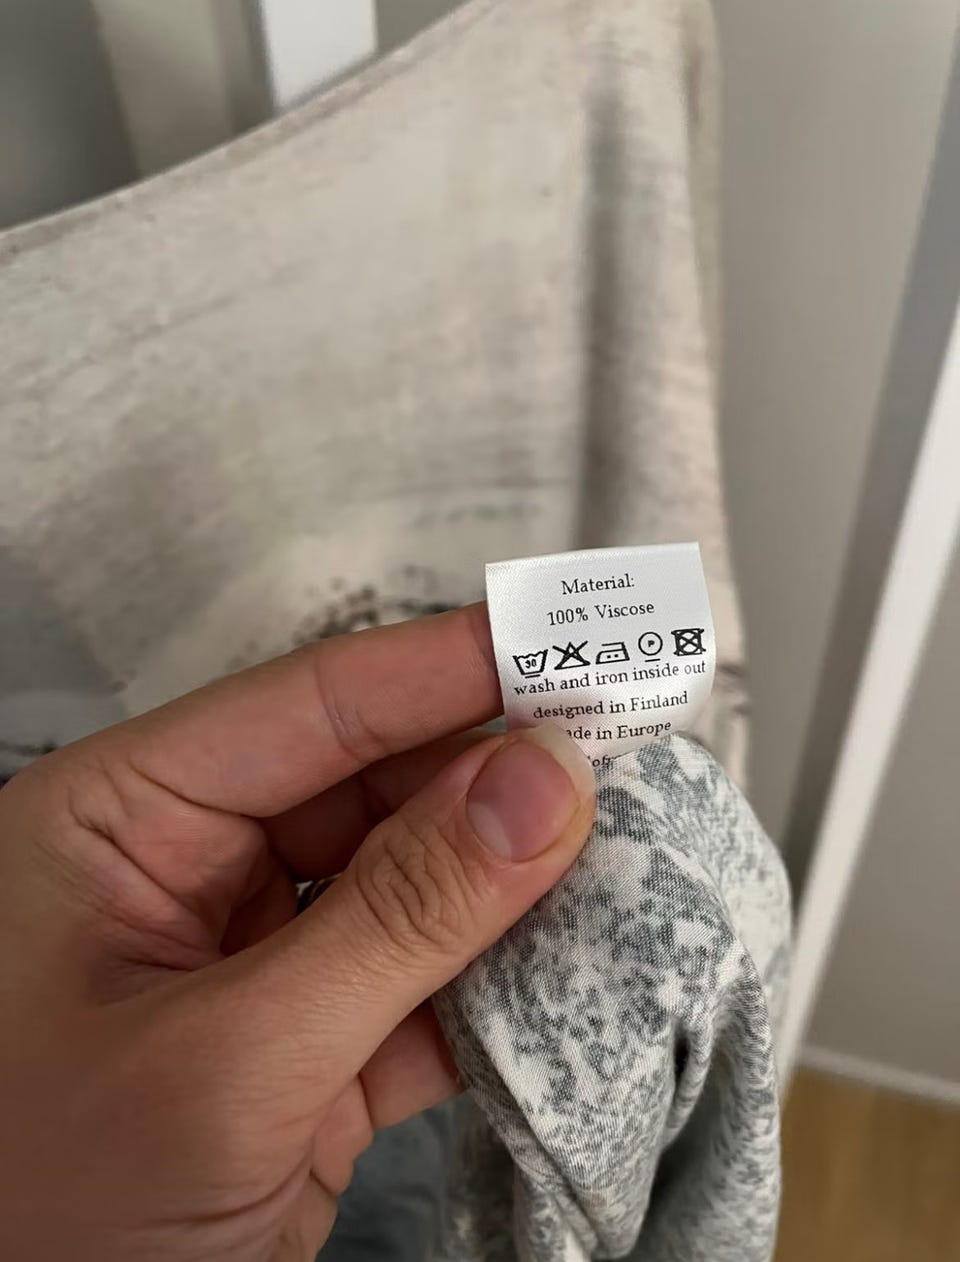 Material:
100% Viscose
30 P
wash and iron inside out
designed in Finland
in Europe